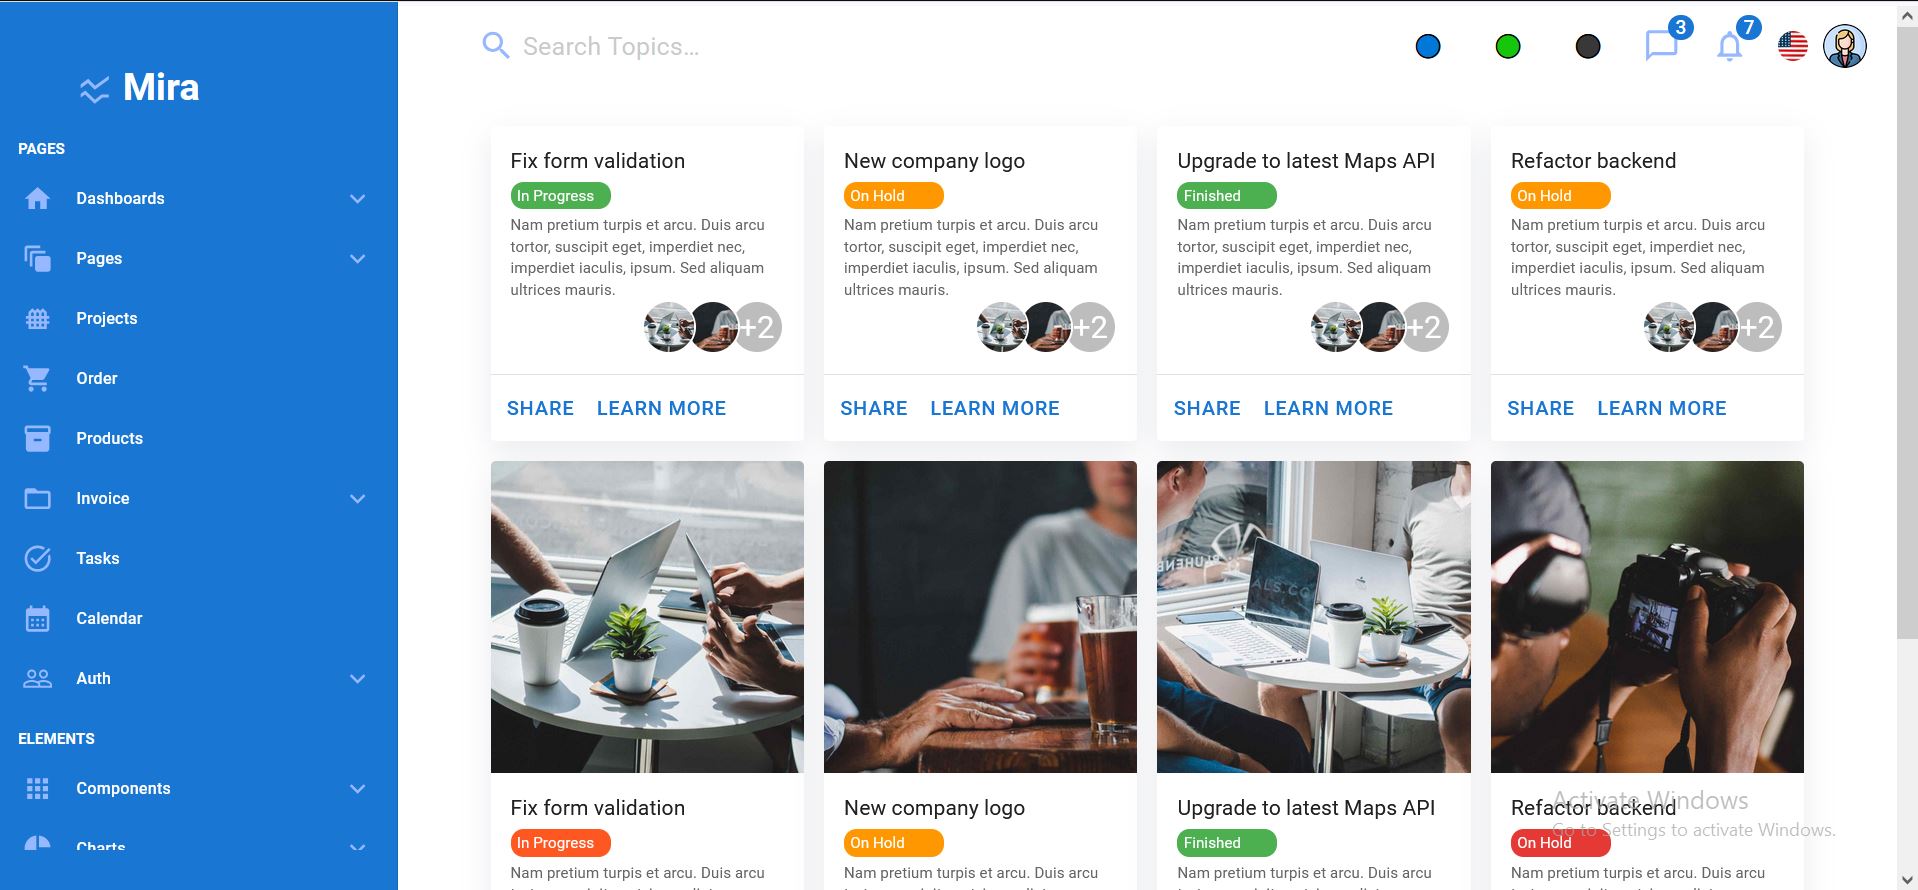 Mira
PAGES
Dashboards
Pages
Projects
Order
Products
Invoice
Tasks
Calendar
Auth
ELEMENTS
Components
Charts
Search Topics...
3
7
Fix form validation
In Progress
Nam pretium turpis et arcu. Duis arcu
tortor, suscipit eget, imperdiet nec,
imperdiet iaculis, ipsum. Sed aliquam
ultrices mauris.
+2
SHARE LEARN MORE
New company logo
On Hold
Nam pretium turpis et arcu. Duis arcu
tortor, suscipit eget, imperdiet nec,
imperdiet iaculis, ipsum. Sed aliquam
ultrices mauris.
+2
SHARE LEARN MORE
Upgrade to latest Maps API
Finished
Nam pretium turpis et arcu. Duis arcu
tortor, suscipit eget, imperdiet nec,
imperdiet iaculis, ipsum. Sed aliquam
ultrices mauris.
+2
SHARE LEARN MORE
Refactor backend
On Hold
Nam pretium turpis et arcu. Duis arcu
tortor, suscipit eget, imperdiet nec,
imperdiet iaculis, ipsum. Sed aliquam
ultrices mauris.
+2
SHARE LEARN MORE
Fix form validation
In Progress
Nam pretium turpis et arcu. Duis arcu
New company logo
On Hold
Nam pretium turpis et arcu. Duis arcu
Upgrade to latest Maps API
Finished
Nam pretium turpis et arcu. Duis arcu
Refactor backend
On Hold
Nam pretium turpis et arcu. Duis arcu
Activate Windows
Go to Settings to activate Windows.